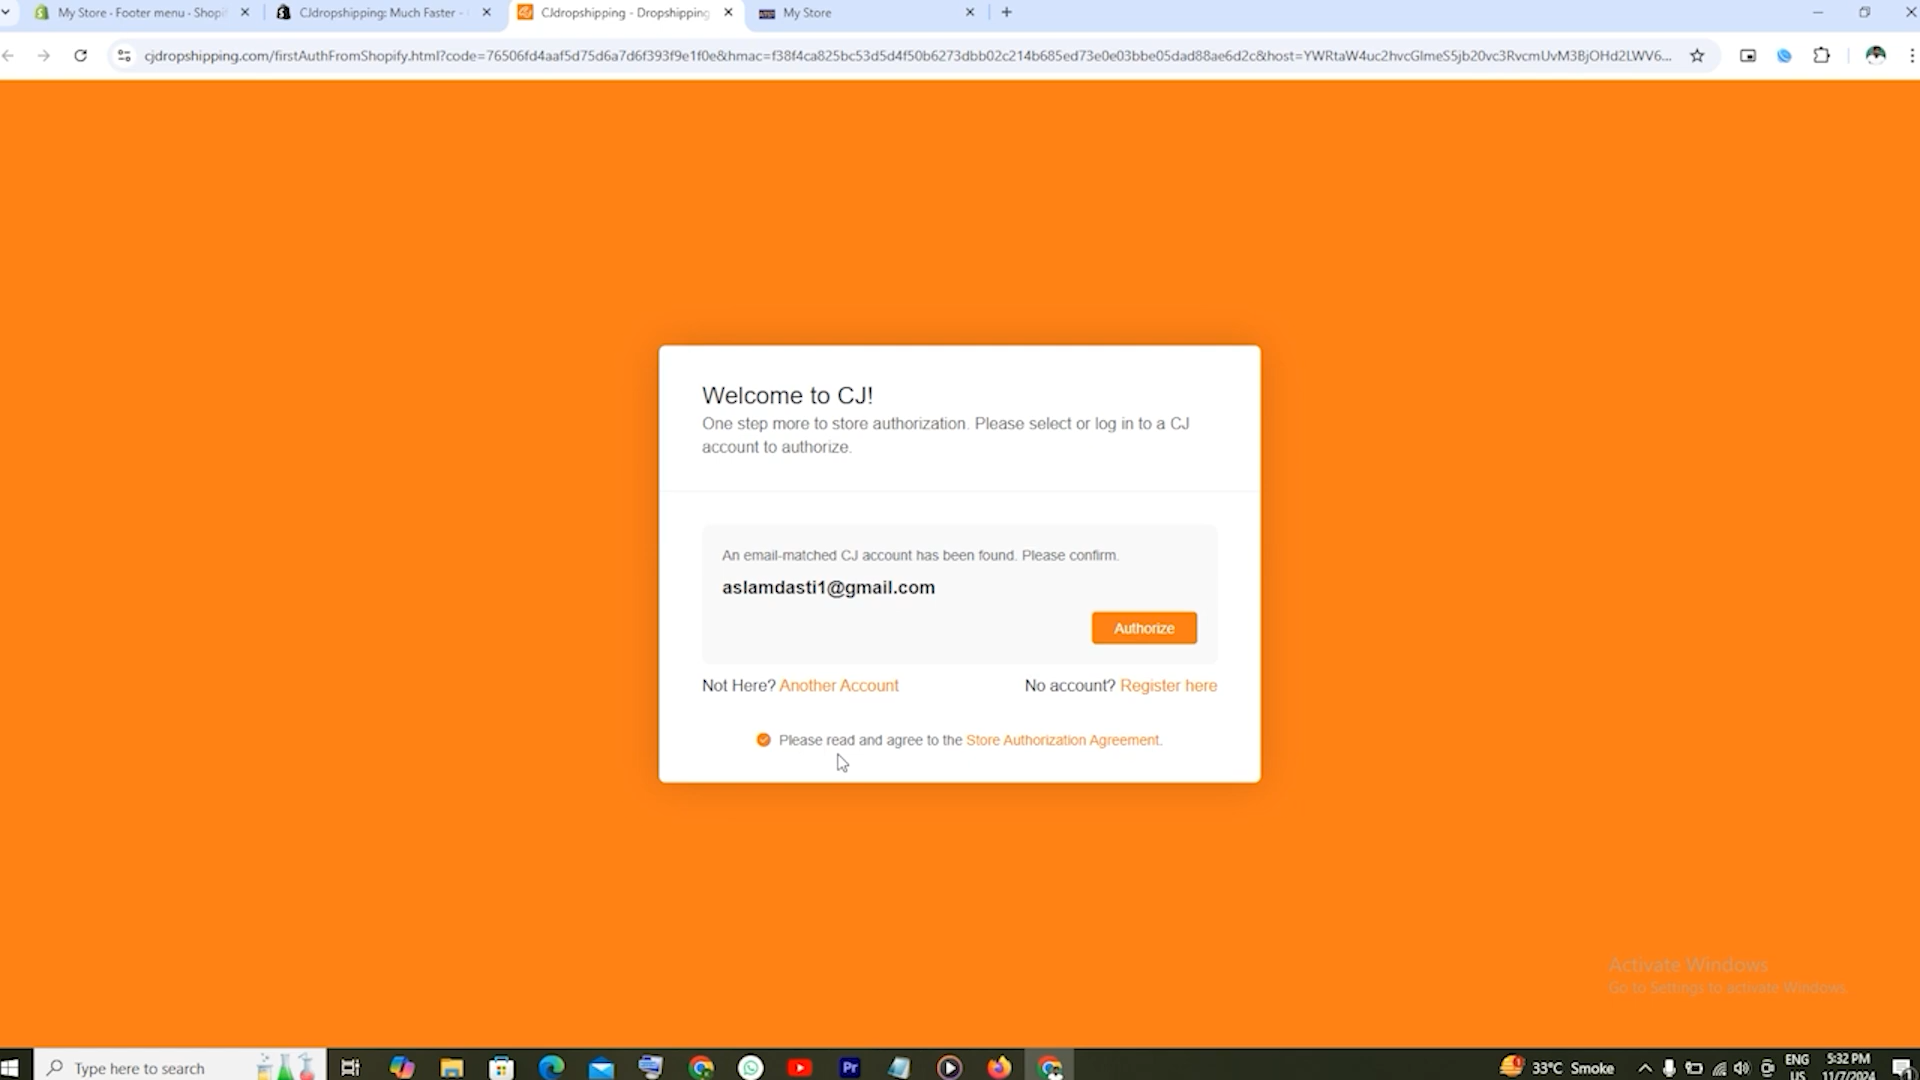 My Store - Footer menu - Shopi
CJdropshipping: Much Faster -
CJdropshipping - Dropshipping
My Store
cjdropshipping.com/firstAuthFromShopify.html?code=76506fd4aaf5d75d6a7d6f393f9e1f0e&hmac=f38f4ca825bc53d5d4f50b6273dbb02c214b685ed73e0e03bbe05dad88ae6d2c&host=YWRtaW4uc2hvcGlmeS5jb20vc3RvcmUvM3BjOHd2LWV6...
Welcome to CJ!
One step more to store authorization. Please select or log in to a CJ
account to authorize.
An email-matched CJ account has been found. Please confirm.
aslamdasti1@gmail.com
Authorize
Not Here? Another Account
No account? Register here
Please read and agree to the Store Authorization Agreement.
Activate Windows
Go to Settings to activate Windows.
Type here to search
Pr
33°C Smoke
ENG
US
5:32 PM
11/7/2024